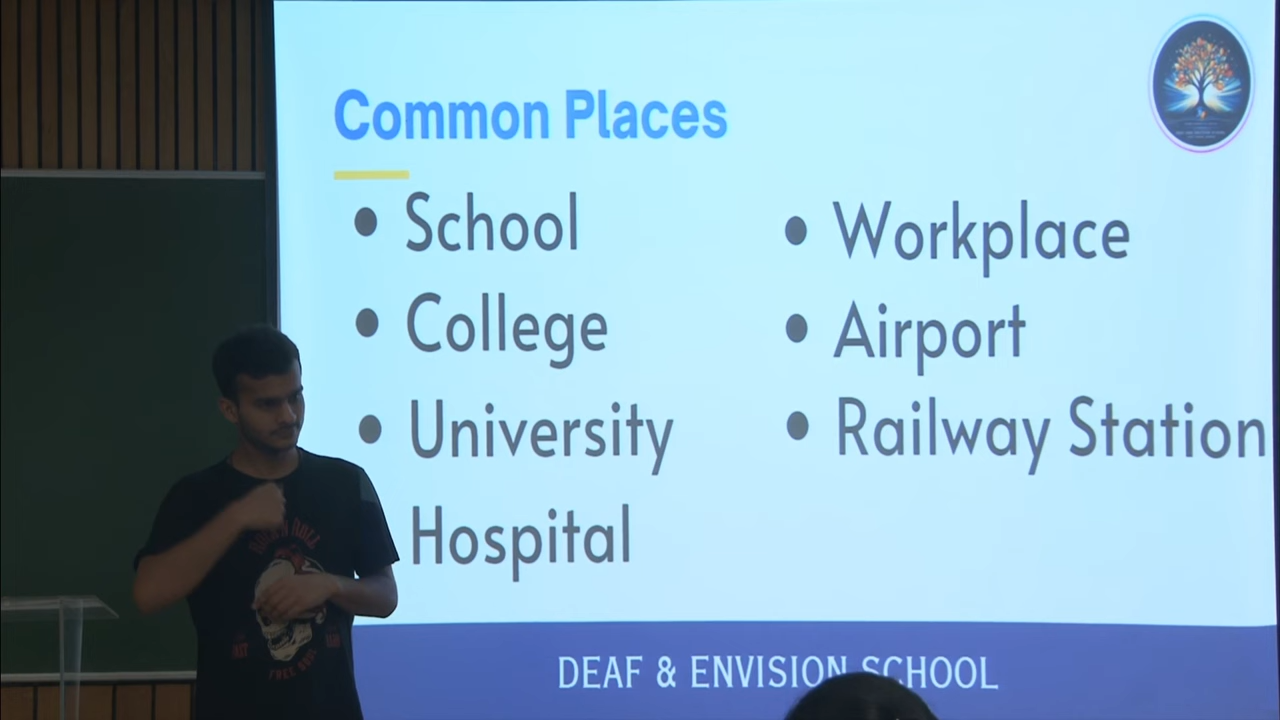 Common Places
School
College
University
Hospital
Workplace
Airport
Railway Station
DEAF & ENVISION SCHOOL